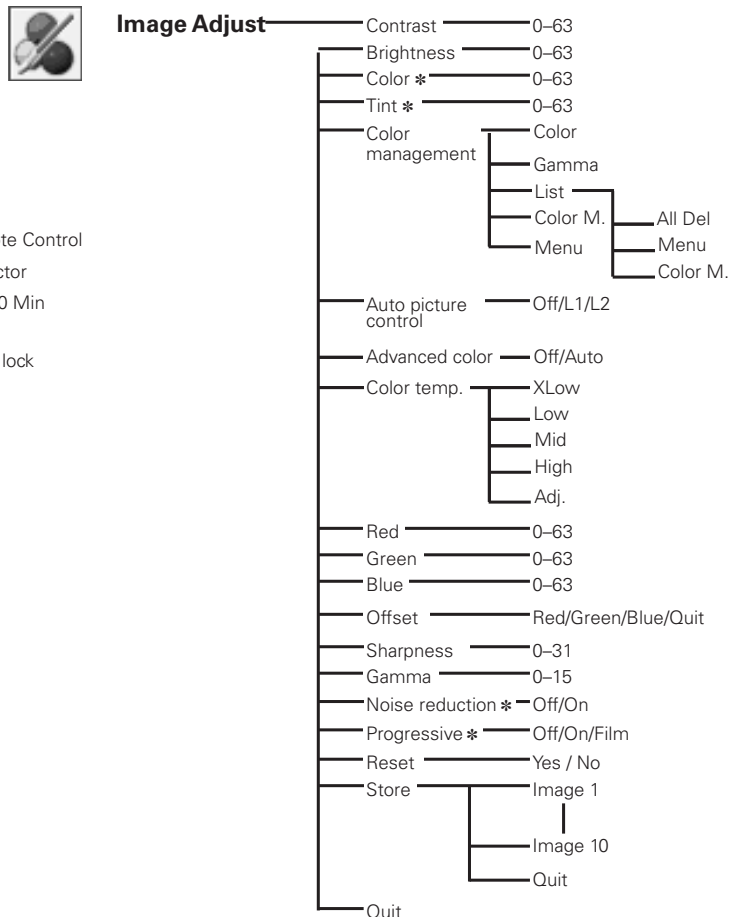 Image Adjust Contrast 0–63
Brightness 0–63
Color * 0–63
Tint * 0–63
Color management Color
Gamma
List
Color M. All Del
Menu Menu
Color M.
te Control
ctor
0 Min
lock
Auto picture control Off/L1/L2
Advanced color Off/Auto
Color temp. XLow
Low
Mid
High
Adj.
Red 0–63
Green 0–63
Blue 0–63
Offset Red/Green/Blue/Quit
Sharpness 0–31
Gamma 0–15
Noise reduction * Off/On
Progressive * Off/On/Film
Reset Yes / No
Store Image 1
Image 10
Quit
Quit